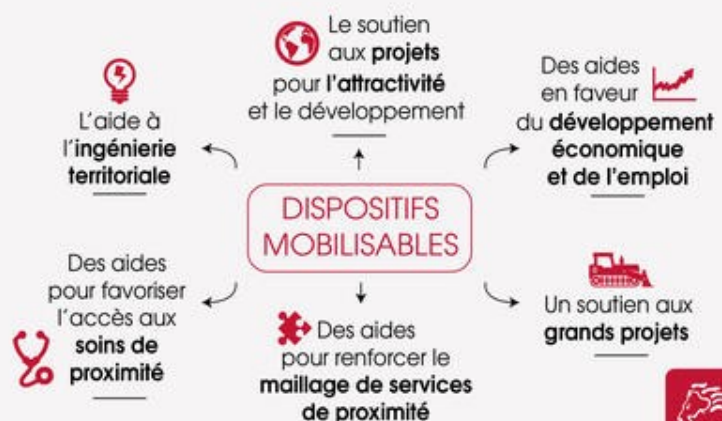 Le soutien
aux projets
pour l'attractivité
et le développement
Des aides
en faveur
du développement
économique
et de l'emploi
L'aide à
l'ingénierie
territoriale
DISPOSITIFS
MOBILISABLES
Des aides
pour favoriser
l'accès aux
soins de
proximité
Des aides
pour renforcer le
maillage de services
de proximité
Un soutien aux
grands projets